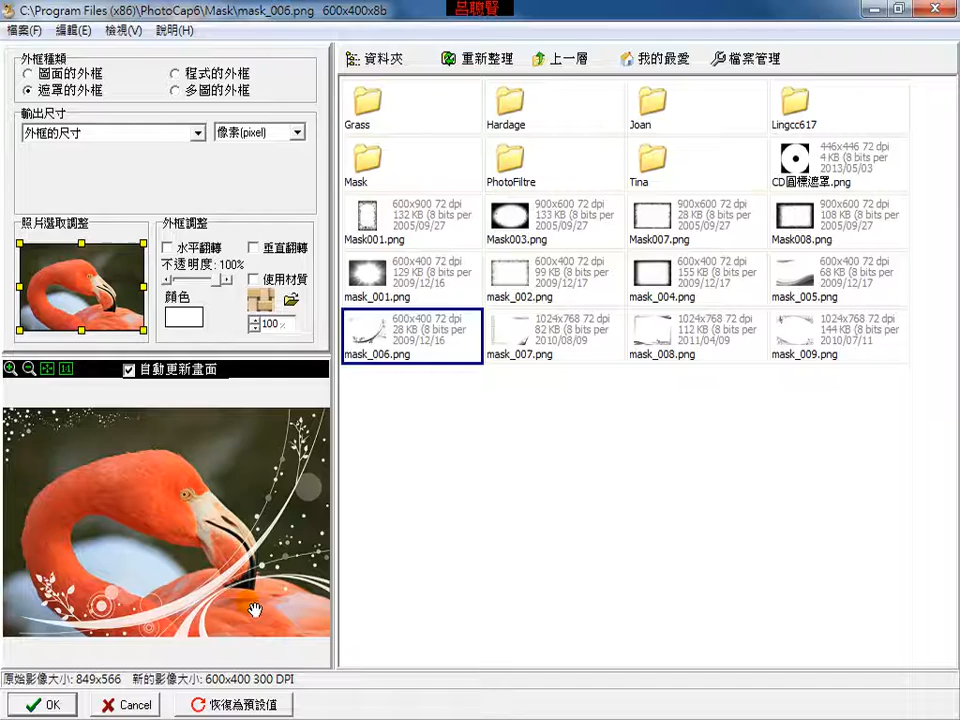 C:\Program Files (x86)\PhotoCap6\Mask\mask_006.png 600x400x8b
呂聰賢
檔案(F) 編輯(E) 檢視(V) 說明(H)
外框種類
圖面的外框 程式的外框
遮罩的外框 多圖的外框
輸出尺寸
外框的尺寸 像素(pixel)
照片選取調整
外框調整
水平翻轉 垂直翻轉
不透明度: 100%
使用材質
顏色
100 %
自動更新畫面
資料夾 重新整理 上一層 我的最愛 檔案管理
Grass
Hardage
Joan
Lingcc617
Mask
PhotoFiltre
Tina
446x446 72 dpi
4 KB (8 bits per
2013/05/03
CD圓標遮罩.png
600x900 72 dpi
132 KB (8 bits per
2005/09/27
Mask001.png
900x600 72 dpi
133 KB (8 bits per
2005/09/27
Mask003.png
900x600 72 dpi
28 KB (8 bits per
2005/09/27
Mask007.png
900x600 72 dpi
108 KB (8 bits per
2005/09/27
Mask008.png
600x400 72 dpi
129 KB (8 bits per
2009/12/16
mask_001.png
600x400 72 dpi
99 KB (8 bits per
2009/12/17
mask_002.png
600x400 72 dpi
155 KB (8 bits per
2009/12/17
mask_004.png
600x400 72 dpi
68 KB (8 bits per
2009/12/17
mask_005.png
600x400 72 dpi
28 KB (8 bits per
2009/12/16
mask_006.png
1024x768 72 dpi
82 KB (8 bits per
2010/08/09
mask_007.png
1024x768 72 dpi
112 KB (8 bits per
2011/04/09
mask_008.png
1024x768 72 dpi
144 KB (8 bits per
2010/07/11
mask_009.png
原始影像大小: 849x566 新的影像大小: 600x400 300 DPI
OK Cancel 恢復為預設值